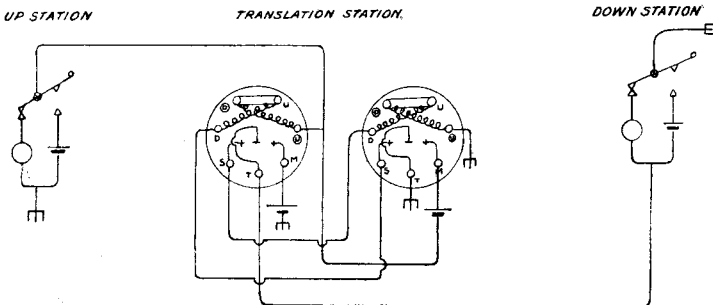 UP STATION
TRANSLATION STATION.
DOWN STATION
D U
D U
S T M
D U
D U
S T M